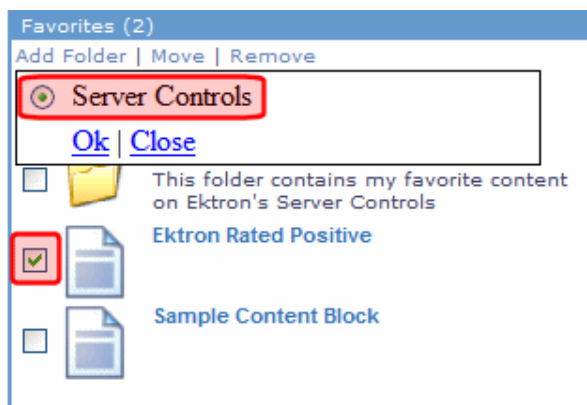 Favorites (2)
Add Folder | Move | Remove
Server Controls
Ok | Close
This folder contains my favorite content
on Ektron's Server Controls
Ektron Rated Positive
Sample Content Block